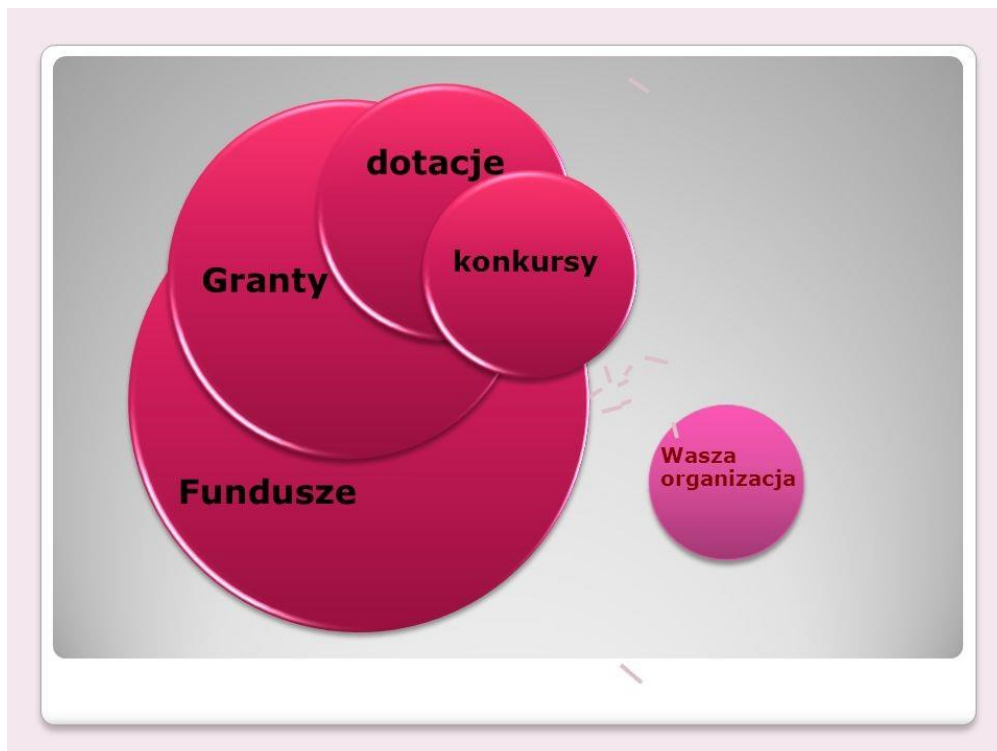 dotacje
konkursy
Granty
Fundusze
Wasza
organizacja